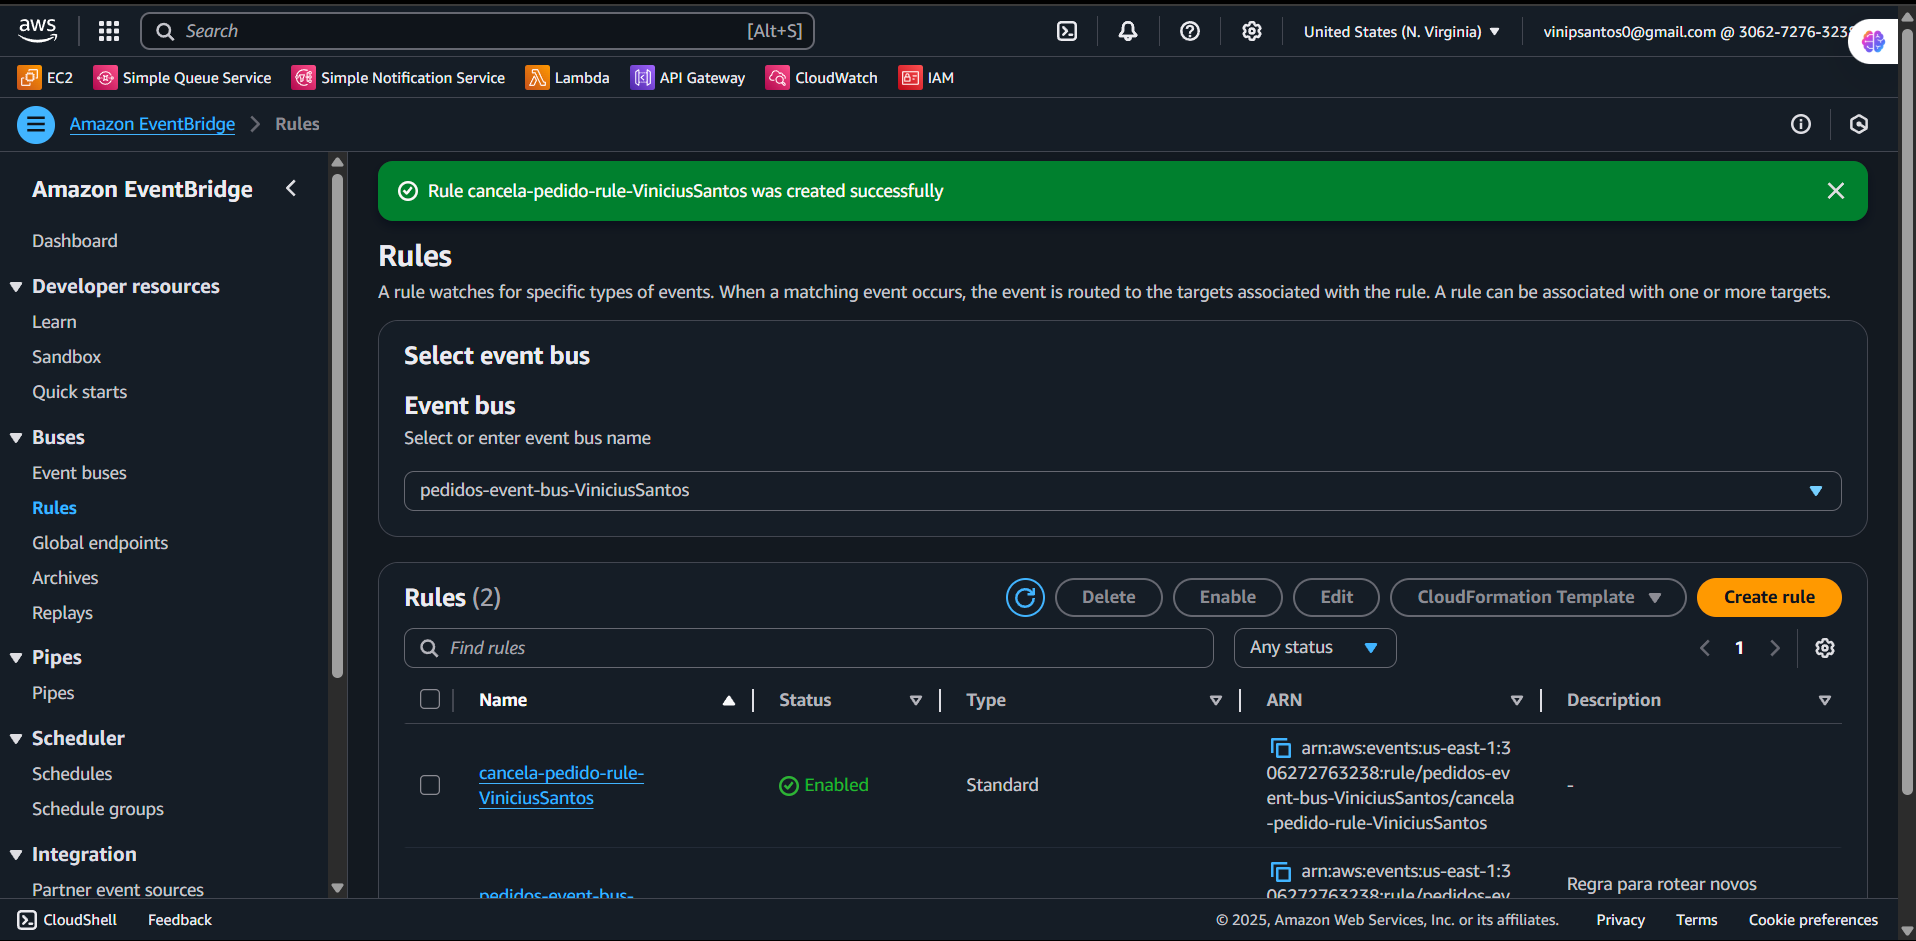 aws
Search [Alt+S]
United States (N. Virginia)
vinipsantos0@gmail.com @ 3062-7276-323
EC2
Simple Queue Service
Simple Notification Service
Lambda
API Gateway
CloudWatch
IAM
Amazon EventBridge
Rules
Amazon EventBridge
Dashboard
Developer resources
Learn
Sandbox
Quick starts
Buses
Event buses
Rules
Global endpoints
Archives
Replays
Pipes
Pipes
Scheduler
Schedules
Schedule groups
Integration
Partner event sources
Rule cancela-pedido-rule-ViniciusSantos was created successfully
Rules
A rule watches for specific types of events. When a matching event occurs, the event is routed to the targets associated with the rule. A rule can be associated with one or more targets.
Select event bus
Event bus
Select or enter event bus name
pedidos-event-bus-ViniciusSantos
Rules (2)
Delete
Enable
Edit
CloudFormation Template
Create rule
Find rules
Any status
1
Name
Status
Type
ARN
Description
cancela-pedido-rule-
ViniciusSantos
Enabled
Standard
arn:aws:events:us-east-1:3
06272763238:rule/pedidos-ev
ent-bus-ViniciusSantos/cancela
-pedido-rule-ViniciusSantos
-
pedidos-event-bus-
arn:aws:events:us-east-1:3
06272763238:rule/pedidos-ev
Regra para rotear novos
CloudShell
Feedback
© 2025, Amazon Web Services, Inc. or its affiliates.
Privacy
Terms
Cookie preferences